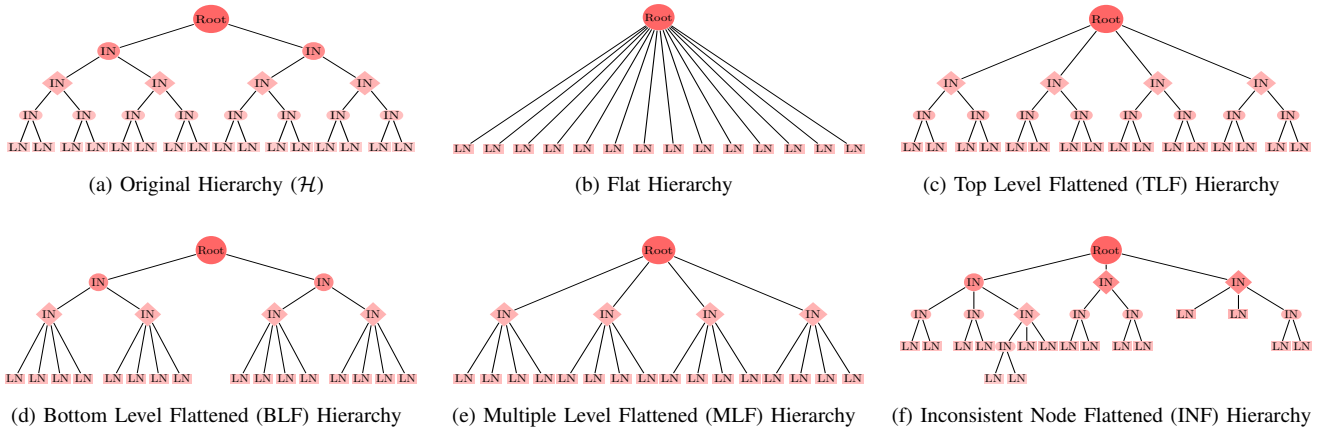 Root
IN IN
IN IN IN IN
IN IN IN IN IN IN IN IN
LN LN LN LN LN LN LN LN LN LN LN LN LN LN LN LN
(a) Original Hierarchy (ℋ)
Root
LN LN LN LN LN LN LN LN LN LN LN LN LN LN
(b) Flat Hierarchy
Root
IN IN IN IN
IN IN IN IN IN IN IN IN
LN LN LN LN LN LN LN LN LN LN LN LN LN LN LN LN
(c) Top Level Flattened (TLF) Hierarchy
Root
IN IN
IN IN IN IN
LN LN LN LN LN LN LN LN LN LN LN LN LN LN LN LN
(d) Bottom Level Flattened (BLF) Hierarchy
Root
IN IN IN IN
LN LN LN LN LN LN LN LN LN LN LN LN LN LN LN LN
(e) Multiple Level Flattened (MLF) Hierarchy
Root
IN IN IN
IN IN IN IN IN LN LN IN
LN LN LN LN IN LN LN LN LN LN LN LN LN
LN LN
(f) Inconsistent Node Flattened (INF) Hierarchy